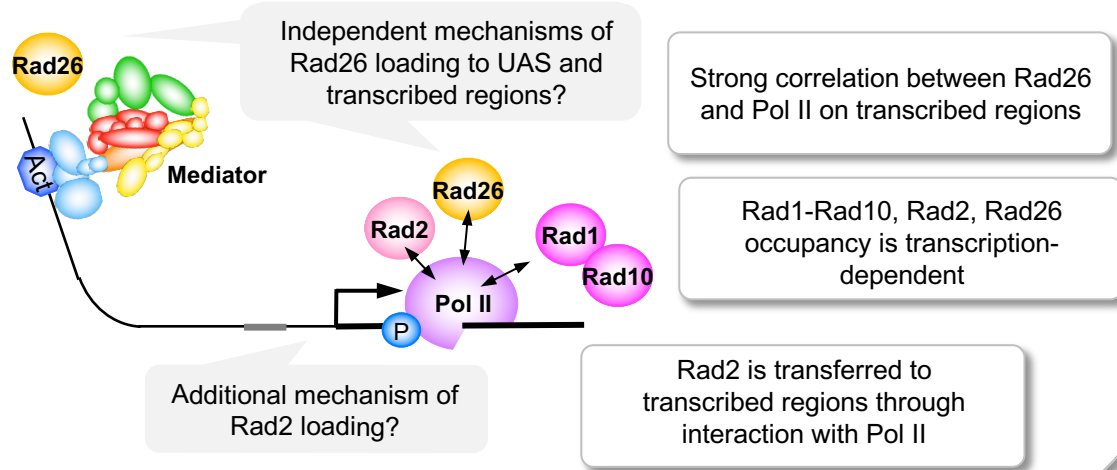 Rad26
Independent mechanisms of
Rad26 loading to UAS and
transcribed regions?
Strong correlation between Rad26
and Pol II on transcribed regions
Act
Mediator
Rad26
Rad2
Rad1
Rad10
Pol II
P
Rad1-Rad10, Rad2, Rad26
occupancy is transcription-
dependent
Additional mechanism of
Rad2 loading?
Rad2 is transferred to
transcribed regions through
interaction with Pol II